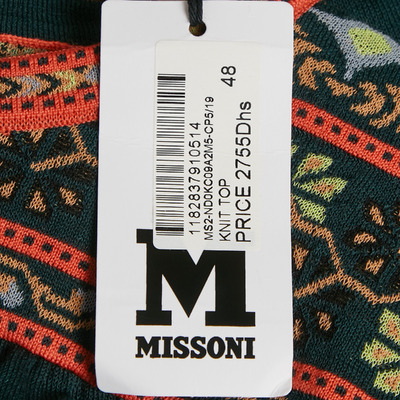 48
1182837910514
MS2-ND0KC09A2M5-CP5/19
KNIT TOP
PRICE 2755Dhs
M
MISSONI